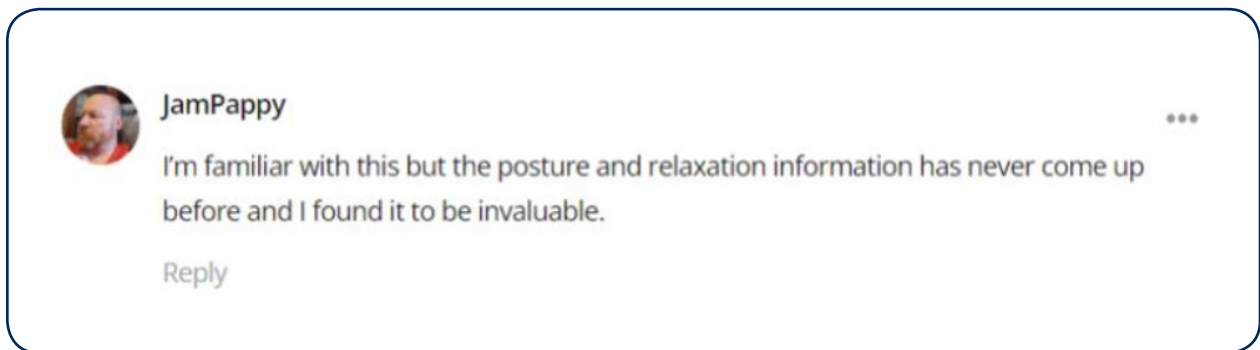 JamPappy
I'm familiar with this but the posture and relaxation information has never come up
before and I found it to be invaluable.
Reply